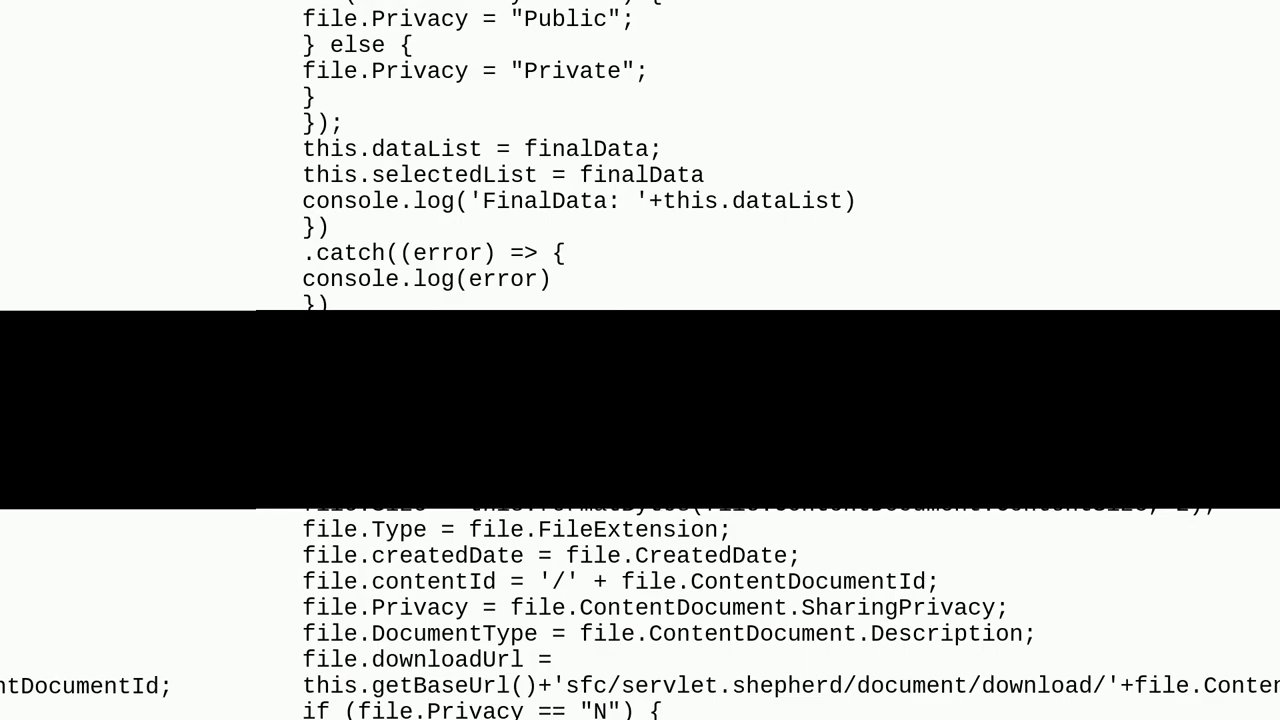 file.Privacy = "Public";
} else {
file.Privacy = "Private";
}
});
this.dataList = finalData;
this.selectedList = finalData
console.log('FinalData: '+this.dataList)
})
.catch((error) => {
console.log(error)
})
file.Type = file.FileExtension;
file.createdDate = file.CreatedDate;
file.contentId = '/' + file.ContentDocumentId;
file.Privacy = file.ContentDocument.SharingPrivacy;
file.DocumentType = file.ContentDocument.Description;
file.downloadUrl =
ntDocumentId; this.getBaseUrl()+'sfc/servlet.shepherd/document/download/'+file.Conten
if (file.Privacy == "N") {